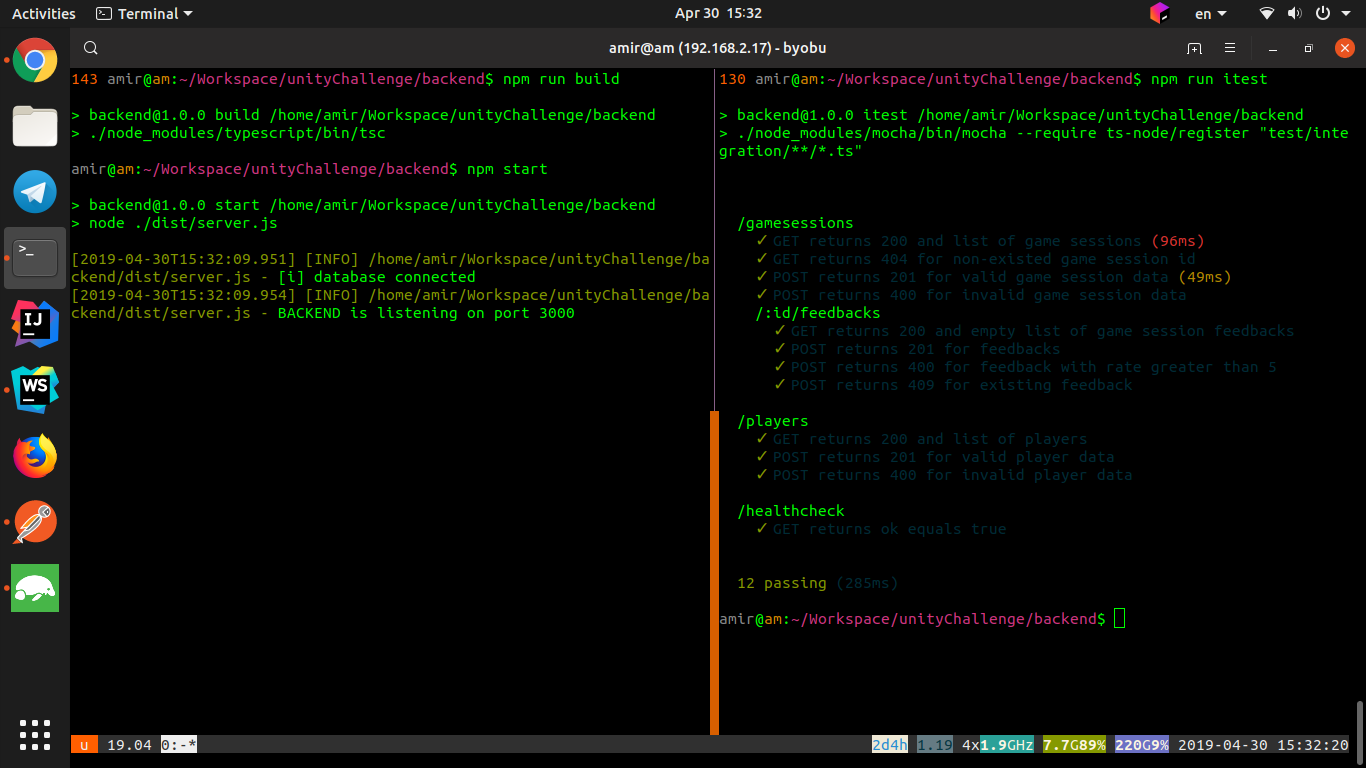 Activities
Terminal
Apr 30 15:32
en
amir@am (192.168.2.17) - byobu
143 amir@am:~/Workspace/unityChallenge/backend$ npm run build
> backend@1.0.0 build /home/amir/Workspace/unityChallenge/backend
> ./node_modules/typescript/bin/tsc
amir@am:~/Workspace/unityChallenge/backend$ npm start
> backend@1.0.0 start /home/amir/Workspace/unityChallenge/backend
> node ./dist/server.js
[2019-04-30T15:32:09.951] [INFO] /home/amir/Workspace/unityChallenge/ba
ckend/dist/server.js - [i] database connected
[2019-04-30T15:32:09.954] [INFO] /home/amir/Workspace/unityChallenge/ba
ckend/dist/server.js - BACKEND is listening on port 3000
130 amir@am:~/Workspace/unityChallenge/backend$ npm run itest
> backend@1.0.0 itest /home/amir/Workspace/unityChallenge/backend
> ./node_modules/mocha/bin/mocha --require ts-node/register "test/inte
gration/**/*.ts"
/gamesessions
✓ GET returns 200 and list of game sessions (96ms)
✓ GET returns 404 for non-existed game session id
✓ POST returns 201 for valid game session data (49ms)
✓ POST returns 400 for invalid game session data
/:id/feedbacks
✓ GET returns 200 and empty list of game session feedbacks
✓ POST returns 201 for feedbacks
✓ POST returns 400 for feedback with rate greater than 5
✓ POST returns 409 for existing feedback
/players
✓ GET returns 200 and list of players
✓ POST returns 201 for valid player data
✓ POST returns 400 for invalid player data
/healthcheck
✓ GET returns ok equals true
12 passing (285ms)
amir@am:~/Workspace/unityChallenge/backend$
>_
IJ
WS
u 19.04 0:-* 2d4h 1.19 4x1.9GHz 7.7G89% 220G9% 2019-04-30 15:32:20